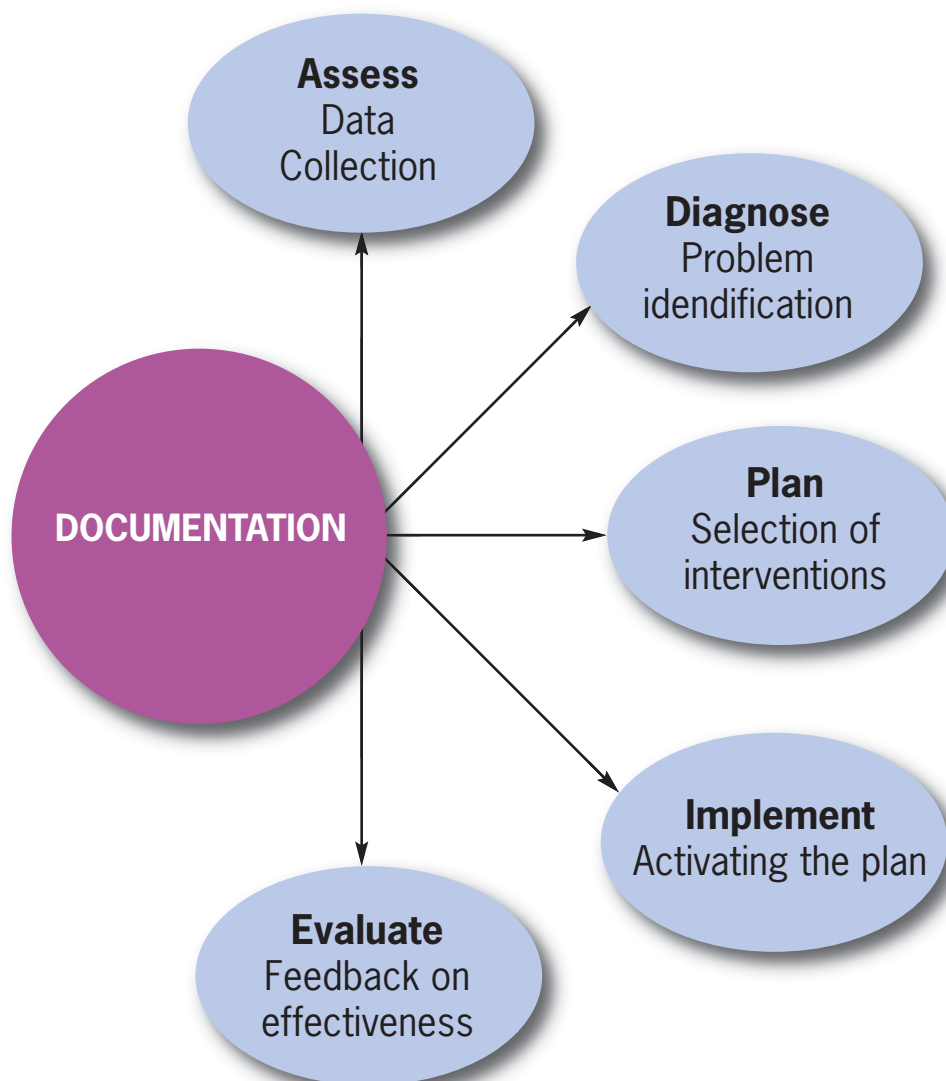 Assess
Data
Collection
Diagnose
Problem
idendification
DOCUMENTATION
Plan
Selection of
interventions
Implement
Activating the plan
Evaluate
Feedback on
effectiveness